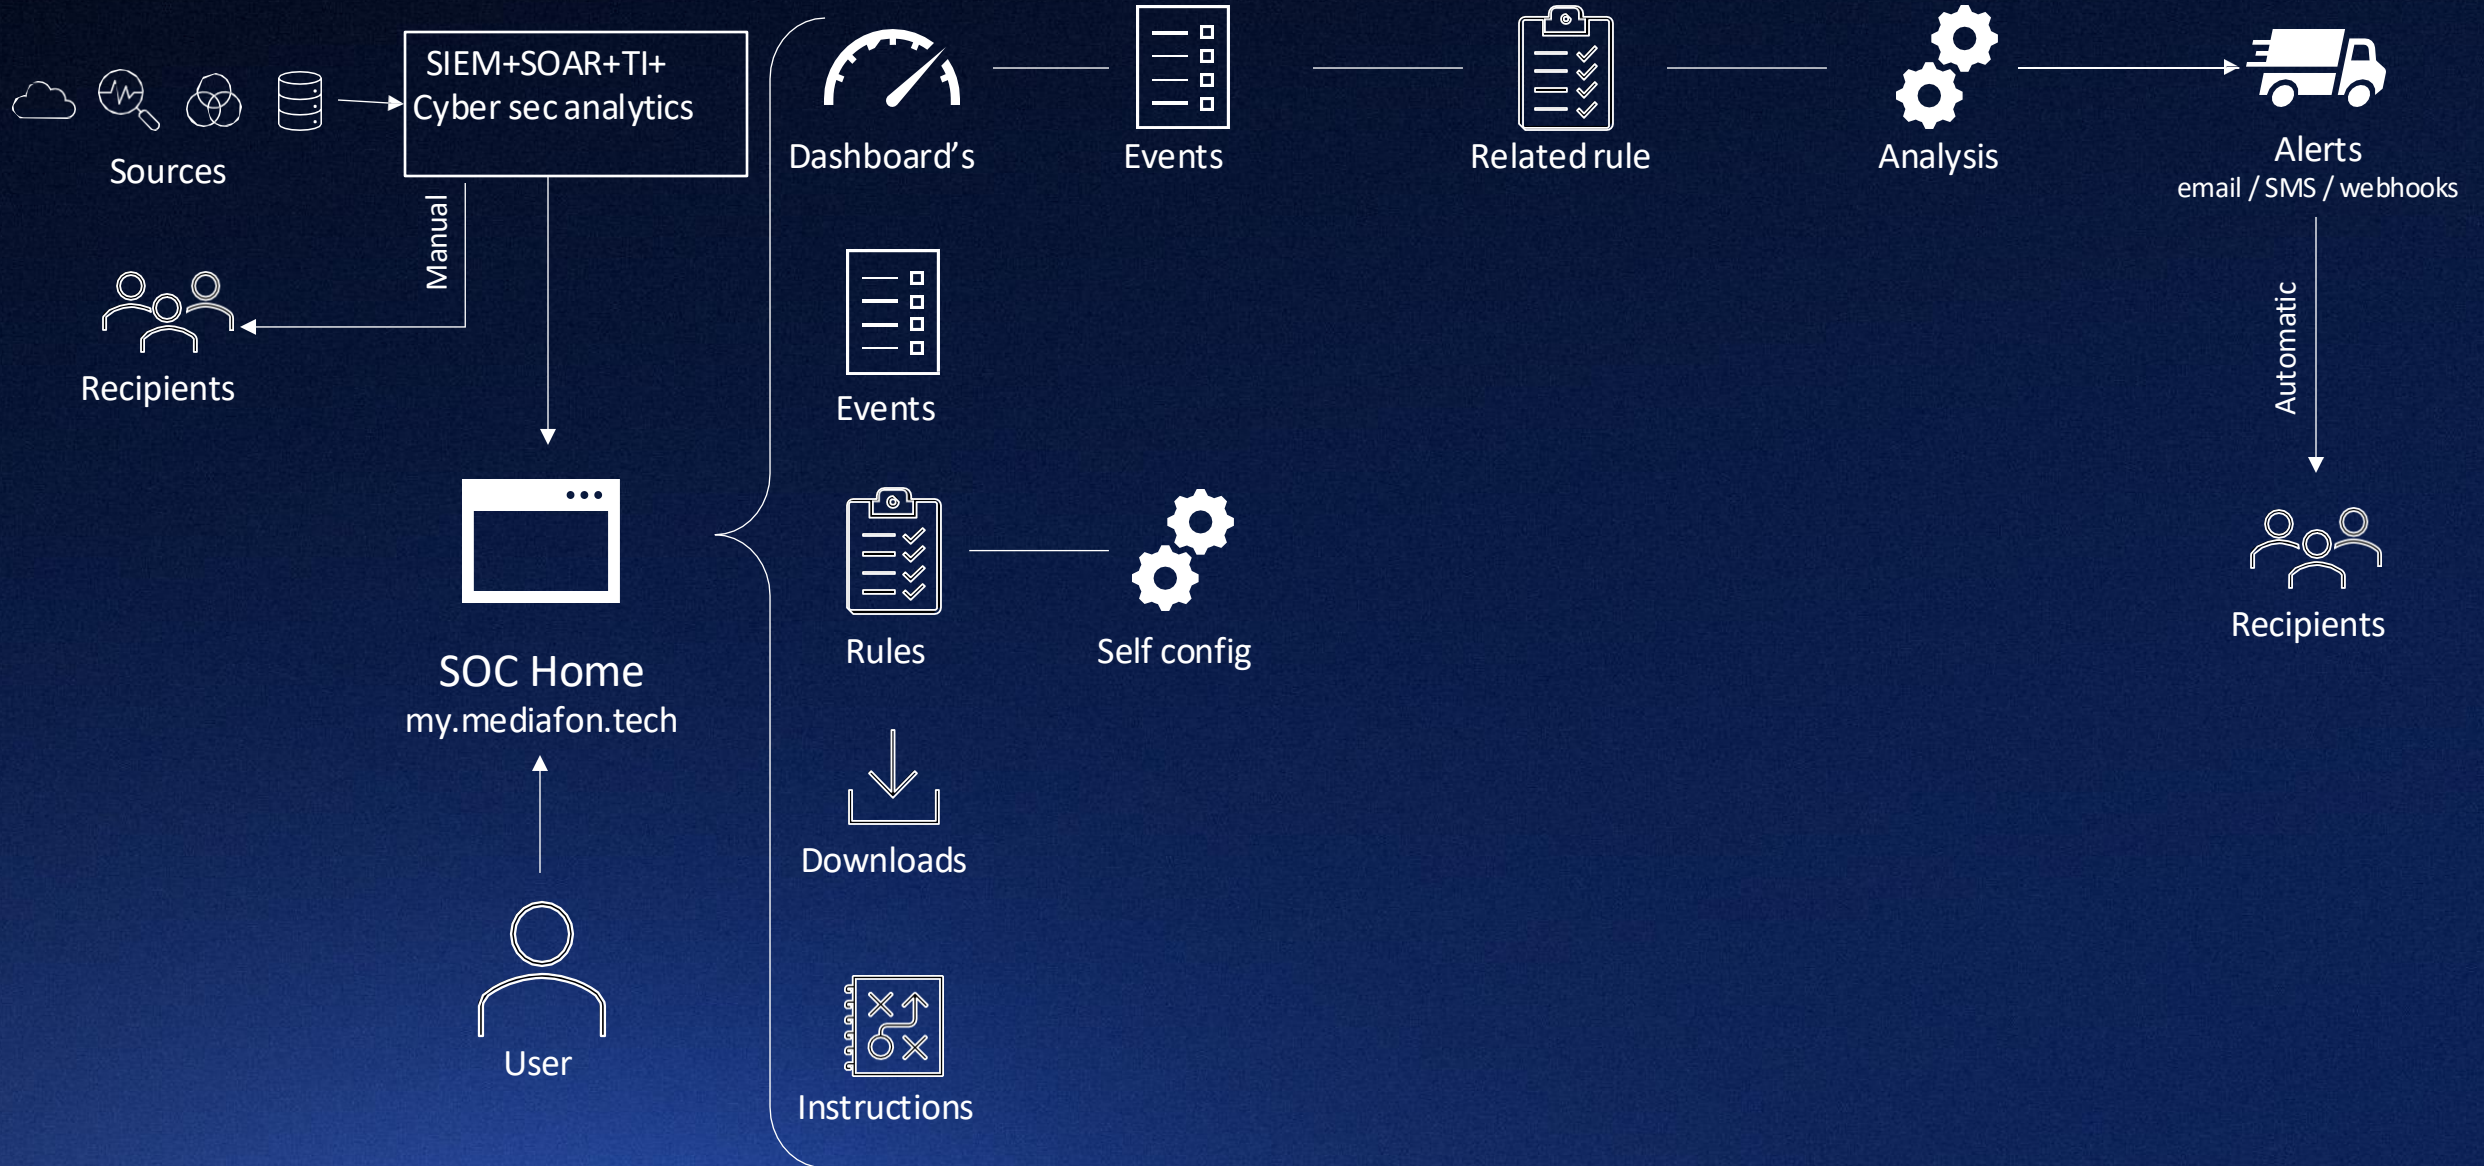 SIEM+SOAR+TI+
Cyber sec analytics
Sources
Manual
Recipients
SOC Home
my.mediafon.tech
User
Dashboard's
Events
Related rule
Analysis
Alerts
email / SMS / webhooks
Automatic
Recipients
Events
Rules
Self config
Downloads
Instructions